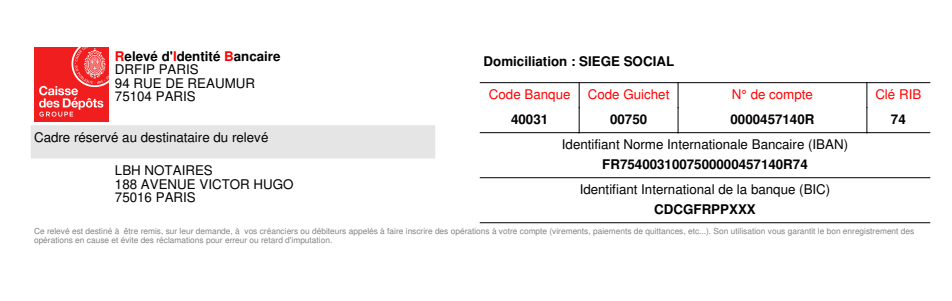 Caisse
des Dépôts
GROUPE
Relevé d'Identité Bancaire
DRFIP PARIS
94 RUE DE REAUMUR
75104 PARIS
Cadre réservé au destinataire du relevé
LBH NOTAIRES
188 AVENUE VICTOR HUGO
75016 PARIS
Domiciliation : SIEGE SOCIAL
Code Banque Code Guichet N° de compte Clé RIB
40031 00750 0000457140R 74
Identifiant Norme Internationale Bancaire (IBAN)
FR7540031007500000457140R74
Identifiant International de la banque (BIC)
CDCGFRPPXXX
Ce relevé est destiné à être remis, sur leur demande, à vos créanciers ou débiteurs appelés à faire inscrire des opérations à votre compte (virements, paiements de quittances, etc...). Son utilisation vous garantit le bon enregistrement des
opérations en cause et évite des réclamations pour erreur ou retard d'imputation.